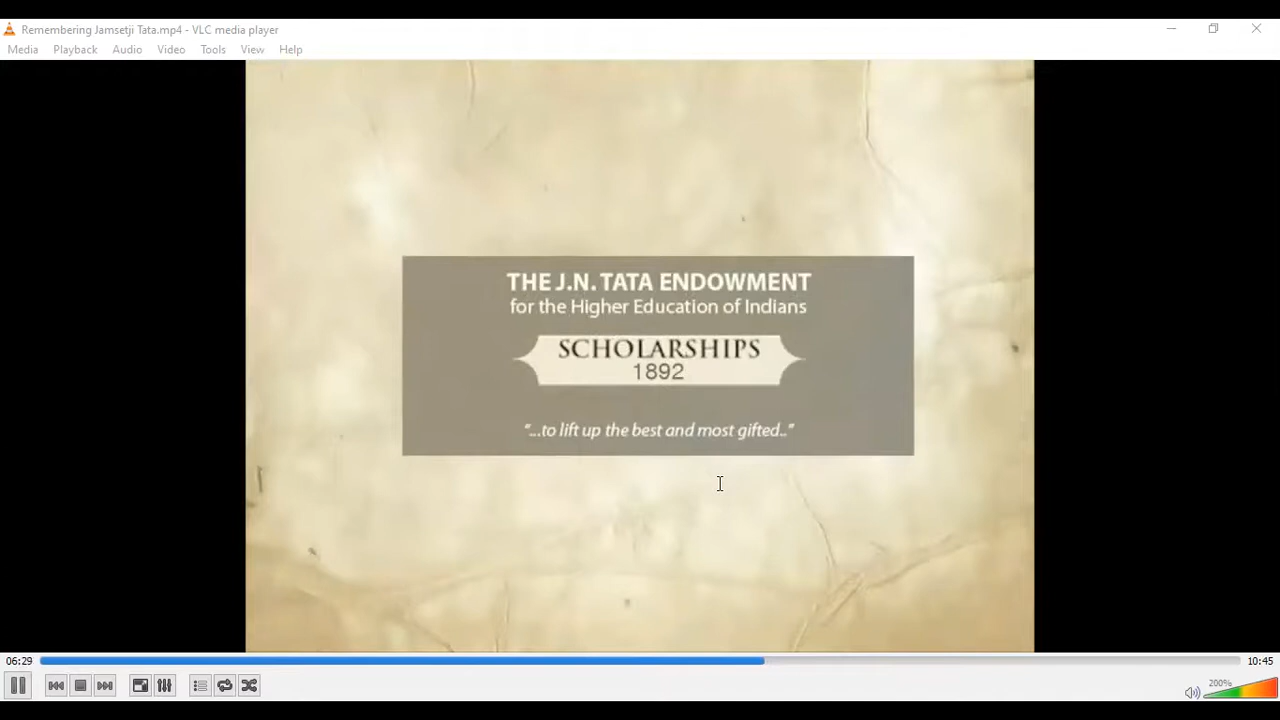 Remembering Jamsetji Tata.mp4 - VLC media player
Media Playback Audio Video Tools View Help
THE J.N. TATA ENDOWMENT
for the Higher Education of Indians
SCHOLARSHIPS
1892
"...to lift up the best and most gifted.."
06:29 10:45
200%